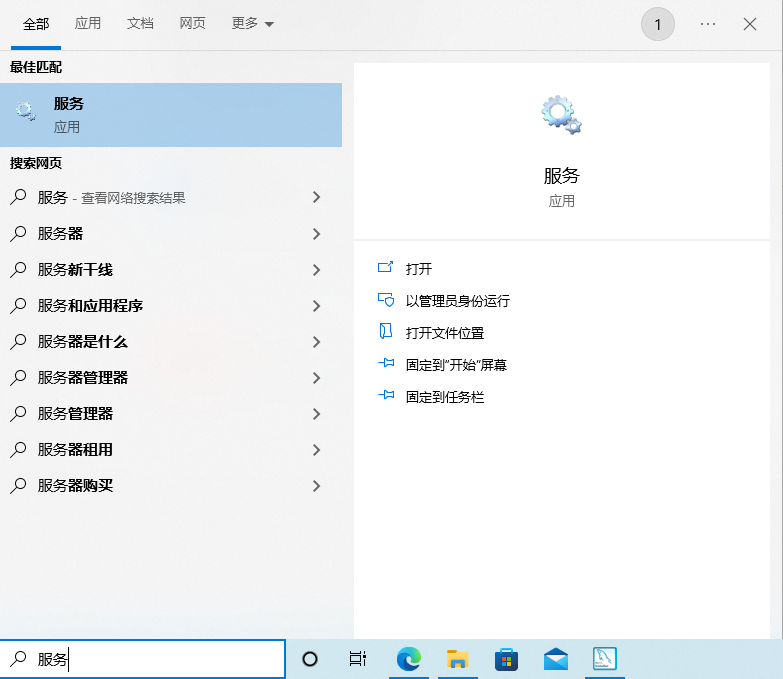 全部 应用 文档 网页 更多 1 ···
最佳匹配
服务
应用
搜索网页
服务 - 查看网络搜索结果
服务器
服务新干线
服务和应用程序
服务器是什么
服务器管理器
服务管理器
服务器租用
服务器购买
服务
应用
打开
以管理员身份运行
打开文件位置
固定到"开始"屏幕
固定到任务栏
服务